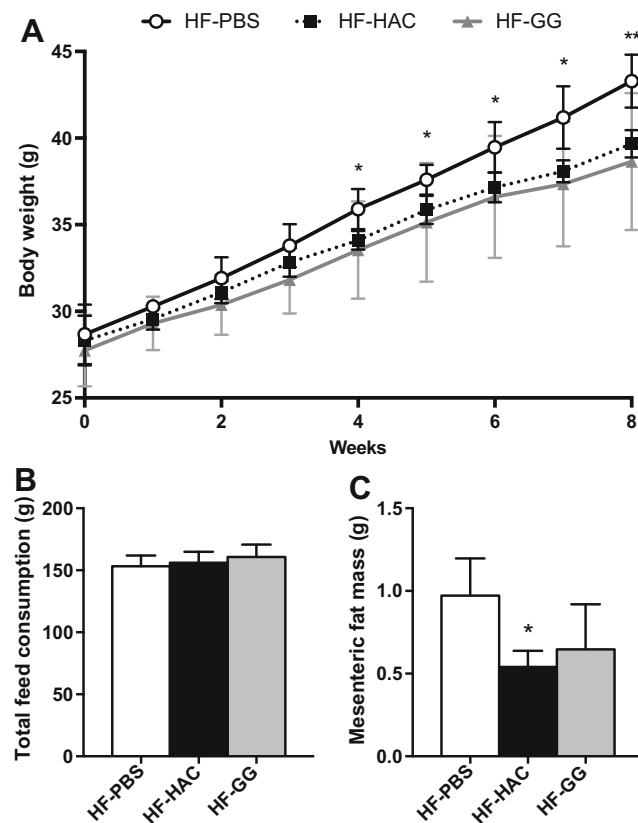 A
HF-PBS HF-HAC HF-GG
Body weight (g)
45
40
35
30
25
* * * * **
0 2 4 6 8
Weeks
B
Total feed consumption (g)
200
150
100
50
0
HF-PBS HF-HAC HF-GG
C
Mesenteric fat mass (g)
1.5
1.0
0.5
0.0
*
HF-PBS HF-HAC HF-GG